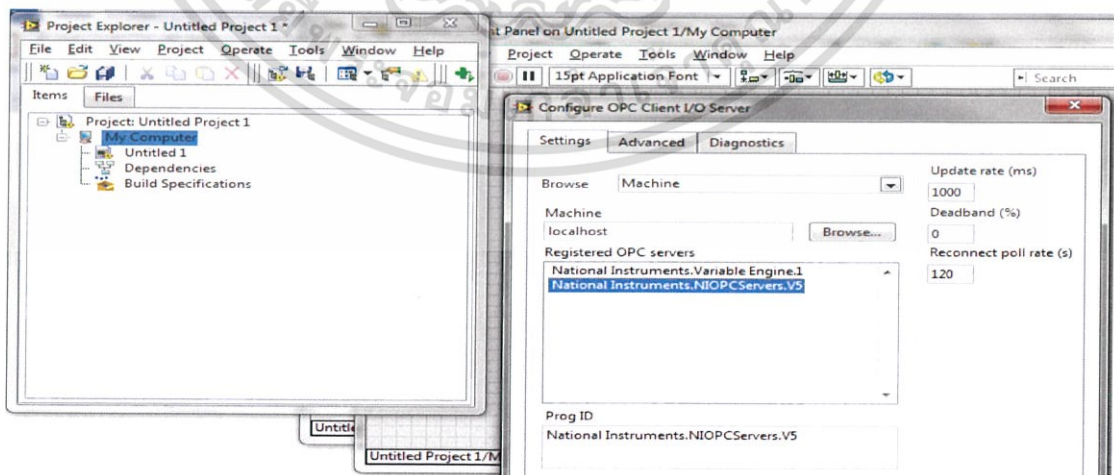 Project Explorer - Untitled Project 1 *
File Edit View Project Operate Tools Window Help
Items Files
Project: Untitled Project 1
My Computer
Untitled 1
Dependencies
Build Specifications
nt Panel on Untitled Project 1/My Computer
Project Operate Tools Window Help
15pt Application Font
Search
Configure OPC Client I/O Server
Settings Advanced Diagnostics
Browse Machine
Machine
localhost Browse...
Registered OPC servers
National Instruments.Variable Engine.1
National Instruments.NIOPCServers.V5
Prog ID
National Instruments.NIOPCServers.V5
Update rate (ms)
1000
Deadband (%)
0
Reconnect poll rate (s)
120
Untitle
Untitled Project 1/M